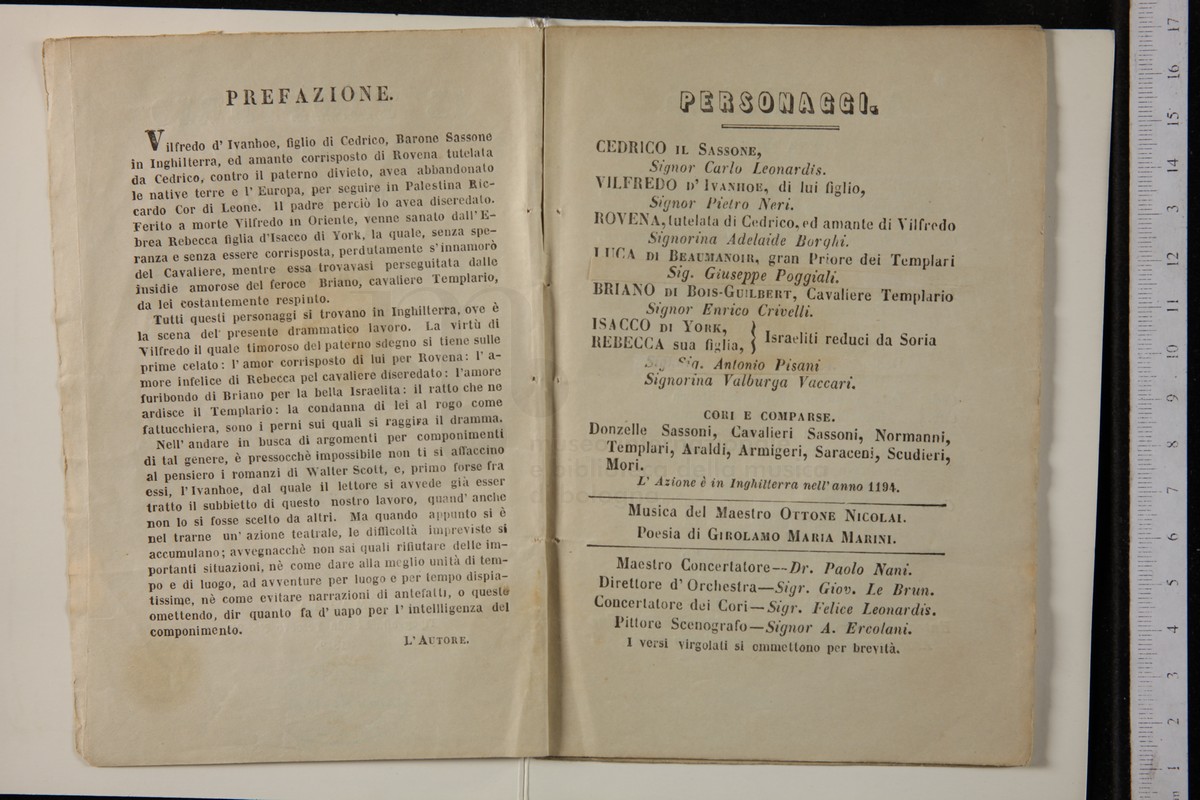 PREFAZIONE.
Vilfredo d' Ivanhoe, figlio di Cedrico, Barone Sassone
in Inghilterra, ed amante corrisposto di Rovena tutelata
da Cedrico, contro il paterno divieto, avea abbandonato
le native terre e l' Europa, per seguire in Palestina Ric-
cardo Cor di Leone. Il padre perciò lo avea diseredato.
Ferito a morte Vilfredo in Oriente, venne sanato dall' E-
brea Rebecca figlia d'Isacco di York, la quale, senza spe-
ranza e senza essere corrisposta, perdutamente s'innamorò
del Cavaliere, mentre essa trovavasi perseguitata dalle
insidie amorose del feroce Briano, cavaliere Templario,
da lei costantemente respinto.
Tutti questi personaggi si trovano in Inghilterra, ove è
la scena del presente drammatico lavoro. La virtù di
Vilfredo il quale timoroso del paterno sdegno si tiene sulle
prime celato: l' amor corrisposto di lui per Rovena: l' a-
more infelice di Rebecca pel cavaliere diseredato: l'amore
furibondo di Briano per la bella Israelita: il ratto che ne
ardisce il Templario: la condanna di lei al rogo come
fattucchiera, sono i perni sui quali si raggira il dramma.
Nell' andare in busca di argomenti per componimenti
di tal genere, è pressocchè impossibile non ti si affaccino
al pensiero i romanzi di Walter Scott, e, primo forse fra
essi, l'Ivanhoe, dal quale il lettore si avvede già esser
tratto il subbietto di questo nostro lavoro, quand' anche
non lo si fosse scelto da altri. Ma quando appunto si è
nel trarne un' azione teatrale, le difficoltà impreviste si
accumulano; avvegnacchè non sai quali rifiutare delle im-
portanti situazioni, nè come dare alla meglio unità di tem-
po e di luogo, ad avventure per luogo e per tempo dispia-
tissime, nè come evitare narrazioni di antefatti, o queste
omettendo, dir quanto fa d' uapo per l' intelligenza del
componimento.
L'AUTORE.
PERSONAGGI.
CEDRICO IL SASSONE,
Signor Carlo Leonardis.
VILFREDO D' IVANHOE, di lui figlio,
Signor Pietro Neri.
ROVENA, tutelata di Cedrico, ed amante di Vilfredo
Signorina Adelaide Borghi.
LUCA DI BEAUMANOIR, gran Priore dei Templari
Sig. Giuseppe Poggiali.
BRIANO DI BOIS-GUILBERT, Cavaliere Templario
Signor Enrico Crivelli.
ISACCO DI YORK,
REBECCA sua figlia, } Israeliti reduci da Soria
Sig. Antonio Pisani
Signorina Valburga Vaccari.
CORI E COMPARSE.
Donzelle Sassoni, Cavalieri Sassoni, Normanni,
Templari, Araldi, Armigeri, Saraceni, Scudieri,
Mori.
L' Azione è in Inghilterra nell' anno 1194.
Musica del Maestro OTTONE NICOLAI.
Poesia di GIROLAMO MARIA MARINI.
Maestro Concertatore—Dr. Paolo Nani.
Direttore d' Orchestra—Sigr. Giov. Le Brun.
Concertatore dei Cori—Sigr. Felice Leonardis.
Pittore Scenografo—Signor A. Ercolani.
I versi virgolati si ommettono per brevità.